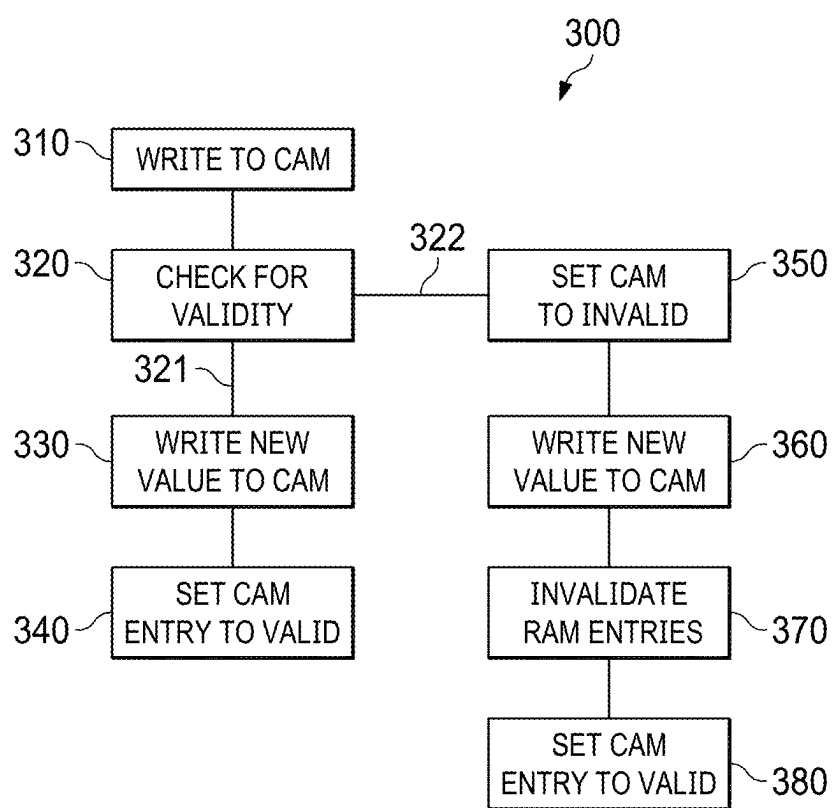 300
310
WRITE TO CAM
320
CHECK FOR
VALIDITY
322
SET CAM
TO INVALID
350
321
330
WRITE NEW
VALUE TO CAM
WRITE NEW
VALUE TO CAM
360
340
SET CAM
ENTRY TO VALID
INVALIDATE
RAM ENTRIES
370
SET CAM
ENTRY TO VALID
380